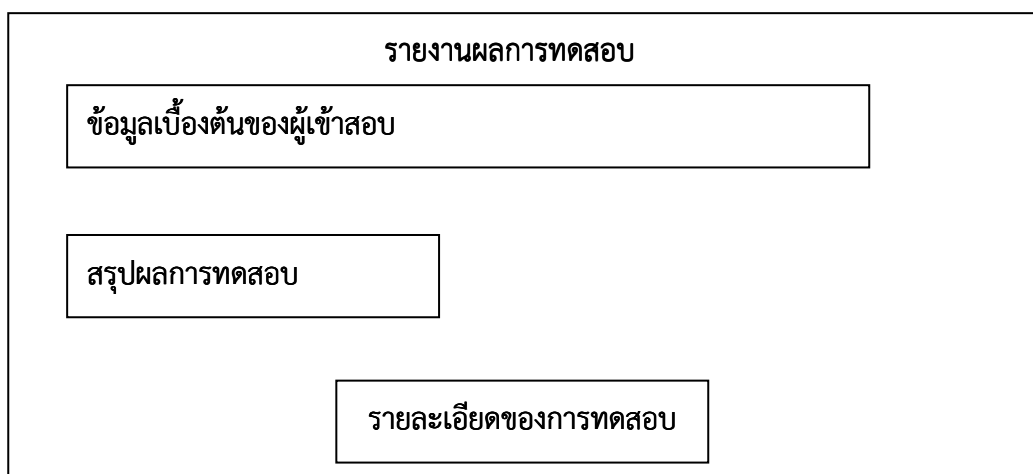 รายงานผลการทดสอบ
ข้อมูลเบื้องต้นของผู้เข้าสอบ
สรุปผลการทดสอบ
รายละเอียดของการทดสอบ